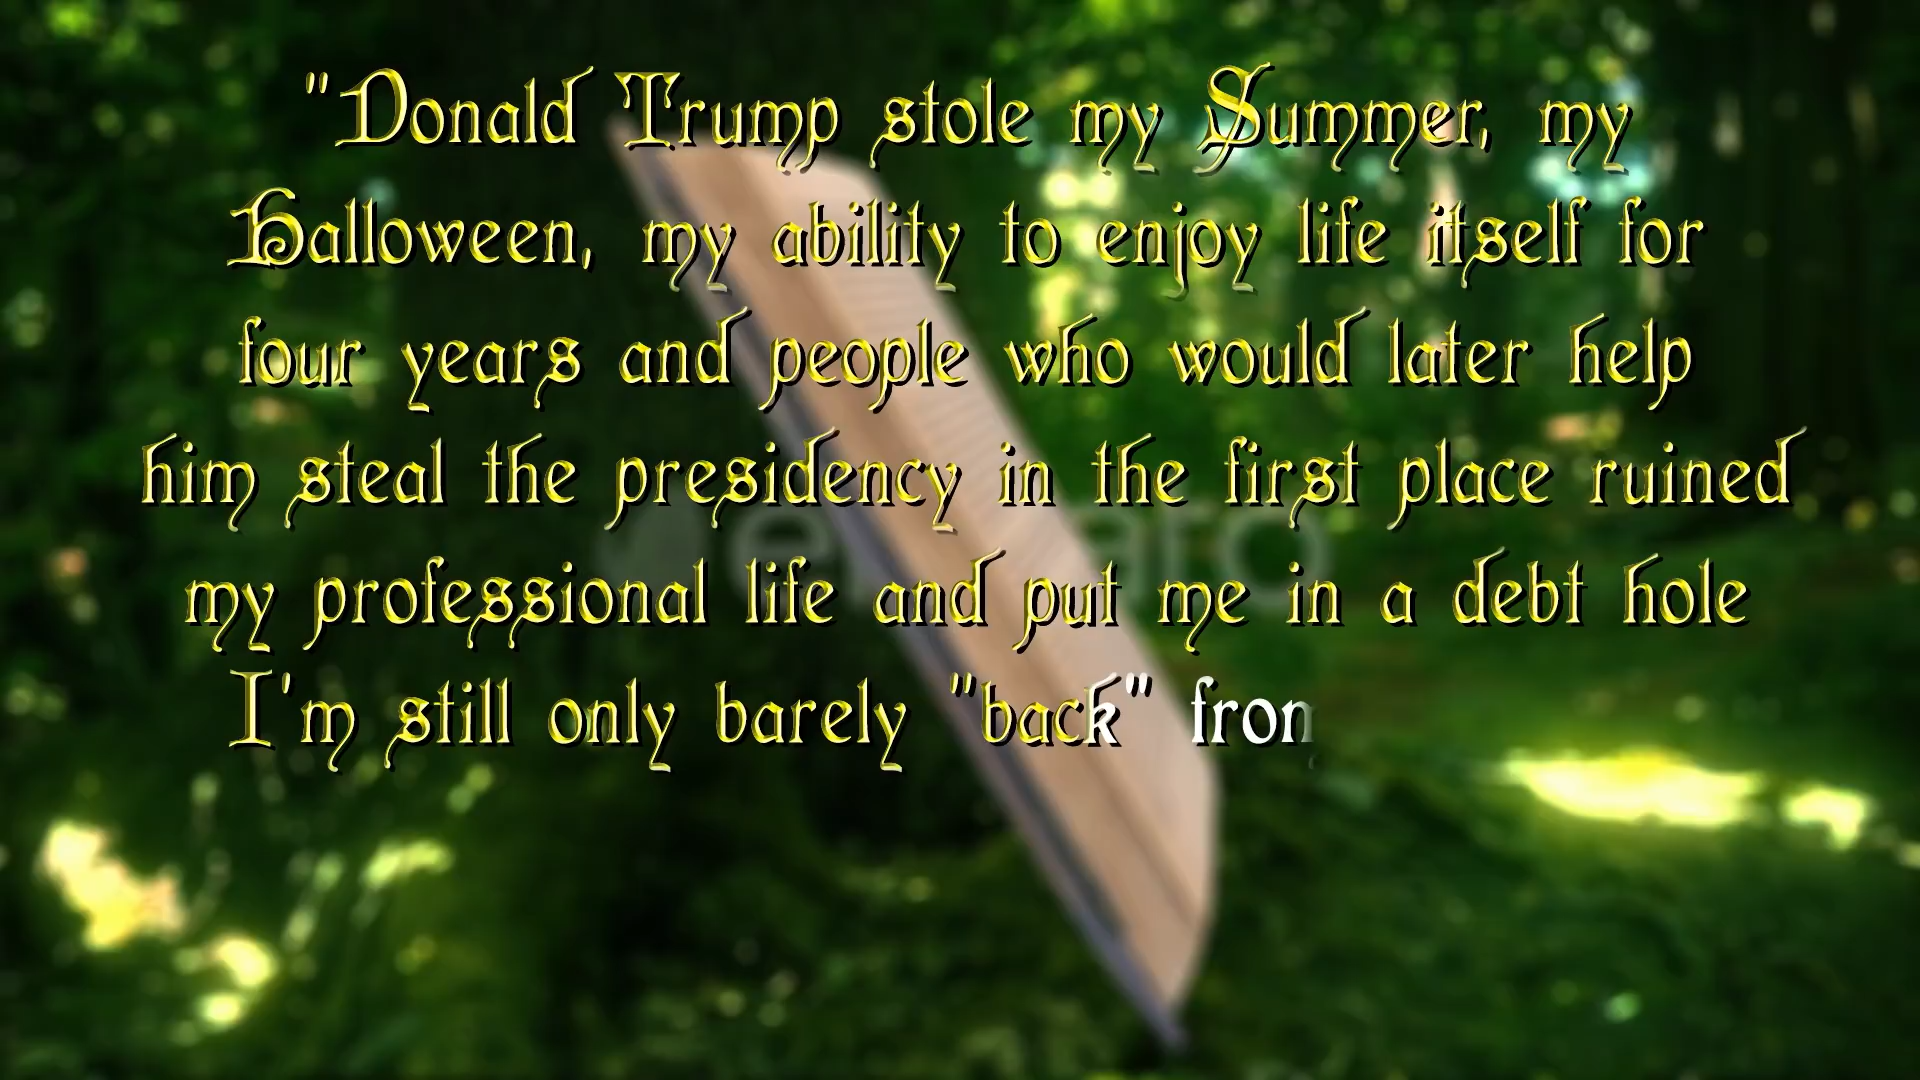 "Donald Trump stole my Summer, my
Halloween, my ability to enjoy life itself for
four years and people who would later help
him steal the presidency in the first place ruined
my professional life and put me in a debt hole
I'm still only barely "back" from